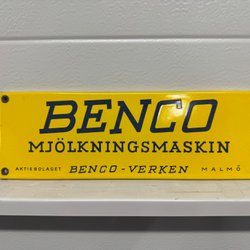 BENCO
MJÖLKNINGSMASKIN
AKTIEBOLAGET BENCO-VERKEN MALMÖ